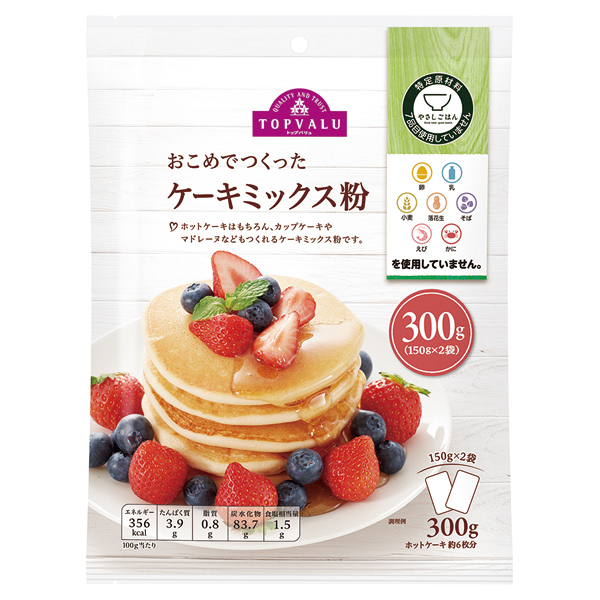 QUALITY AND TRUST
TOPVALU
トップバリュ
おこめでつくった
ケーキミックス粉
ホットケーキはもちろん、カップケーキや
マドレーヌなどもつくれるケーキミックス粉です。
特定原材料
やさしごはん
7品目使用していません
卵 乳
小麦 落花生 そば
えび かに
を使用していません。
300g
(150g×2袋)
150g×2袋
300g
ホットケーキ 約6枚分
調理例
エネルギー たんぱく質 脂質 炭水化物 食塩相当量
356kcal 3.9g 0.8g 83.7g 1.5g
100g当たり